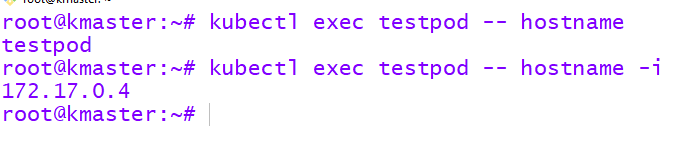 root@kmaster:~# kubectl exec testpod -- hostname
testpod
root@kmaster:~# kubectl exec testpod -- hostname -i
172.17.0.4
root@kmaster:~#